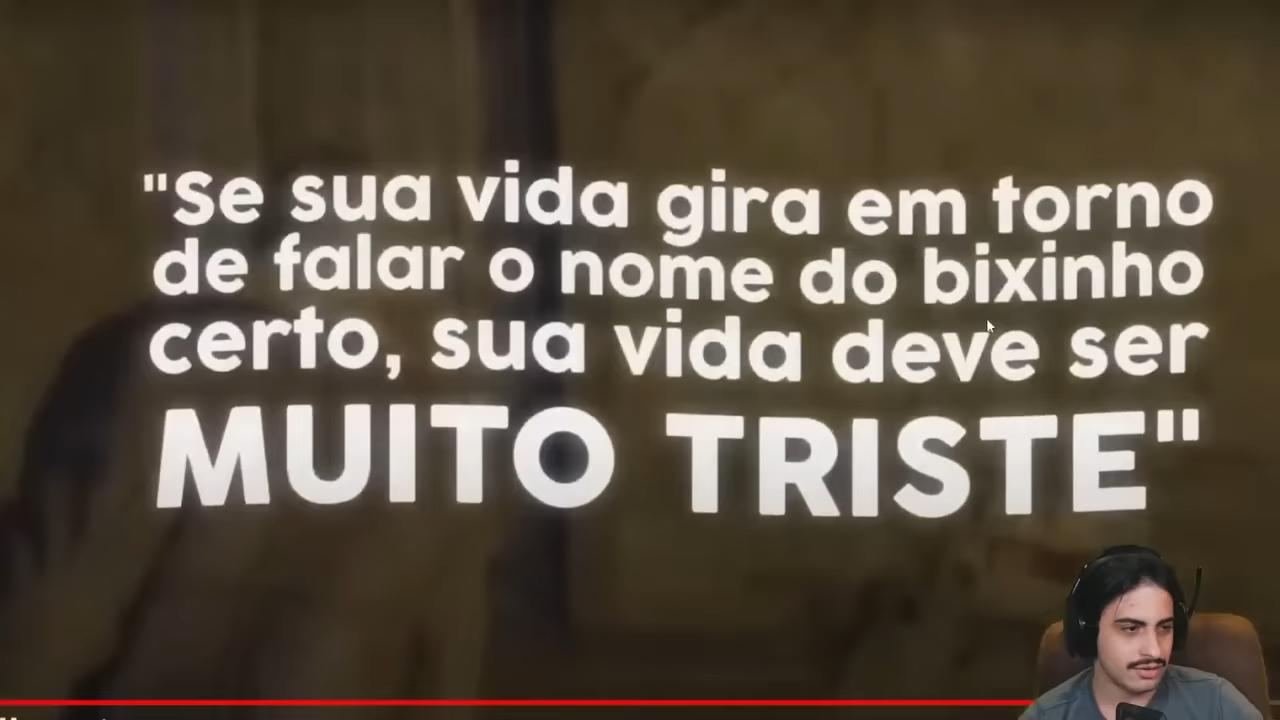 "Se sua vida gira em torno
de falar o nome do bixinho
certo, sua vida deve ser
MUITO TRISTE"